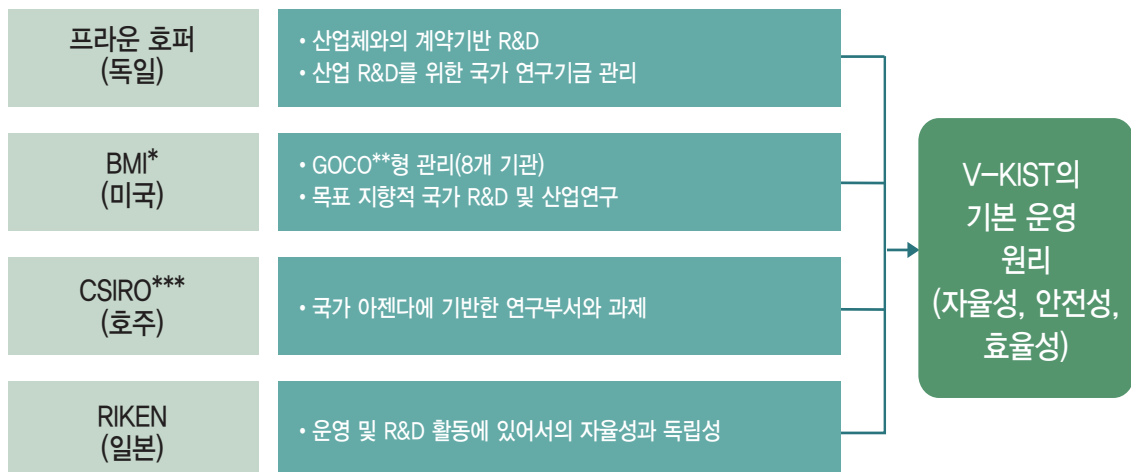 프라운 호퍼
(독일)
• 산업체와의 계약기반 R&D
• 산업 R&D를 위한 국가 연구기금 관리
BMI*
(미국)
• GOCO**형 관리(8개 기관)
• 목표 지향적 국가 R&D 및 산업연구
CSIRO***
(호주)
• 국가 아젠다에 기반한 연구부서와 과제
RIKEN
(일본)
• 운영 및 R&D 활동에 있어서의 자율성과 독립성
V-KIST의
기본 운영
원리
(자율성, 안전성,
효율성)